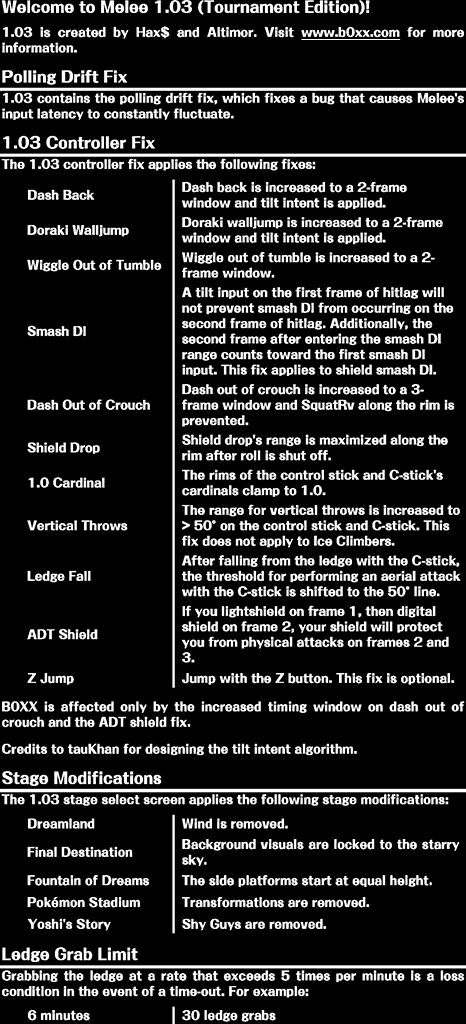 Welcome to Melee 1.03 (Tournament Edition)!
1.03 is created by Hax$ and Altimor. Visit www.b0xx.com for more
information.
Polling Drift Fix
1.03 contains the polling drift fix, which fixes a bug that causes Melee's
input latency to constantly fluctuate.
1.03 Controller Fix
The 1.03 controller fix applies the following fixes:
Dash Back
Dash back is increased to a 2-frame
window and tilt intent is applied.
Doraki Walljump
Doraki walljump is increased to a 2-frame
window and tilt intent is applied.
Wiggle Out of Tumble
Wiggle out of tumble is increased to a 2-
frame window.
Smash DI
A tilt input on the first frame of hitlag will
not prevent smash DI from occurring on the
second frame of hitlag. Additionally, the
second frame after entering the smash DI
range counts toward the first smash DI
input. This fix applies to shield smash DI.
Dash Out of Crouch
Dash out of crouch is increased to a 3-
frame window and SquatRv along the rim is
prevented.
Shield Drop
Shield drop's range is maximized along the
rim after roll is shut off.
1.0 Cardinal
The rims of the control stick and C-stick's
cardinals clamp to 1.0.
Vertical Throws
The range for vertical throws is increased to
> 50° on the control stick and C-stick. This
fix does not apply to Ice Climbers.
Ledge Fall
After falling from the ledge with the C-stick,
the threshold for performing an aerial attack
with the C-stick is shifted to the 50° line.
ADT Shield
If you lightshield on frame 1, then digital
shield on frame 2, your shield will protect
you from physical attacks on frames 2 and
3.
Z Jump
Jump with the Z button. This fix is optional.
B0XX is affected only by the increased timing window on dash out of
crouch and the ADT shield fix.
Credits to tauKhan for designing the tilt intent algorithm.
Stage Modifications
The 1.03 stage select screen applies the following stage modifications:
Dreamland
Wind is removed.
Final Destination
Background visuals are locked to the starry
sky.
Fountain of Dreams
The side platforms start at equal height.
Pokémon Stadium
Transformations are removed.
Yoshi's Story
Shy Guys are removed.
Ledge Grab Limit
Grabbing the ledge at a rate that exceeds 5 times per minute is a loss
condition in the event of a time-out. For example:
6 minutes
30 ledge grabs